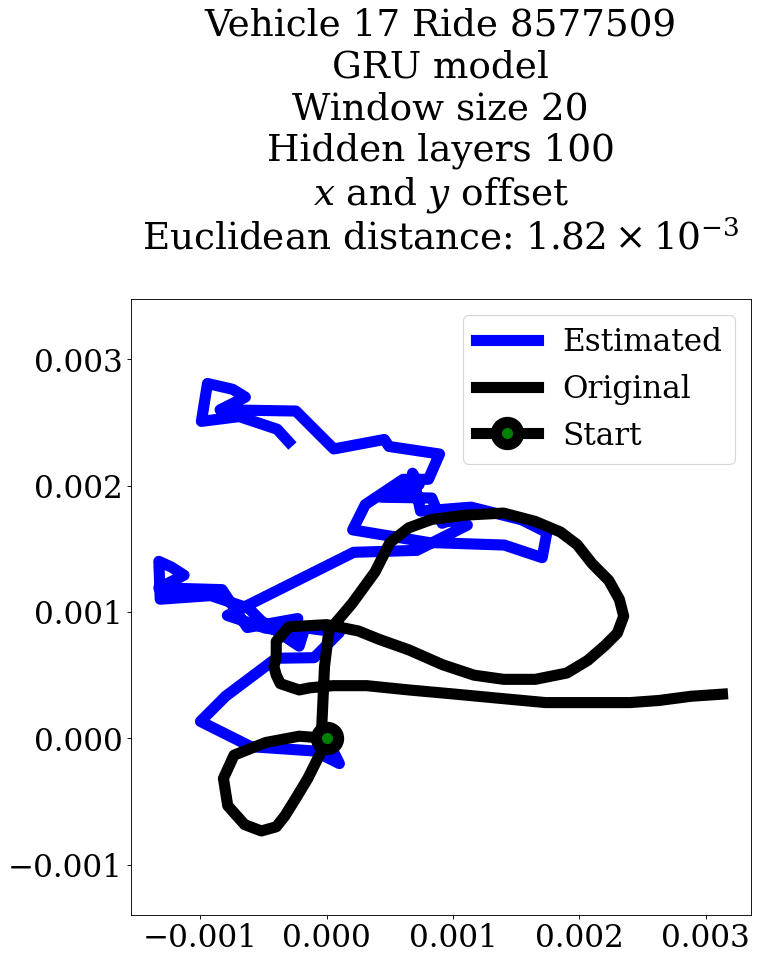 Vehicle 17 Ride 8577509
GRU model
Window size 20
Hidden layers 100
x and y offset
Euclidean distance: 1.82 × 10⁻³
Estimated
Original
Start
0.003
0.002
0.001
0.000
−0.001
−0.001 0.000 0.001 0.002 0.003